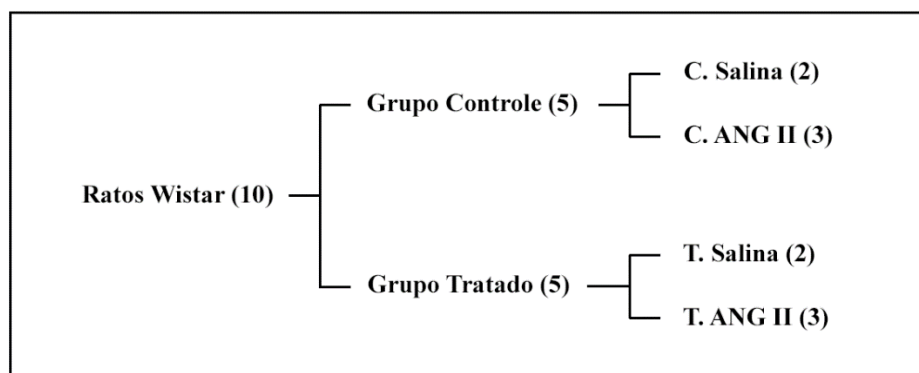 Ratos Wistar (10)
Grupo Controle (5)
C. Salina (2)
C. ANG II (3)
Grupo Tratado (5)
T. Salina (2)
T. ANG II (3)